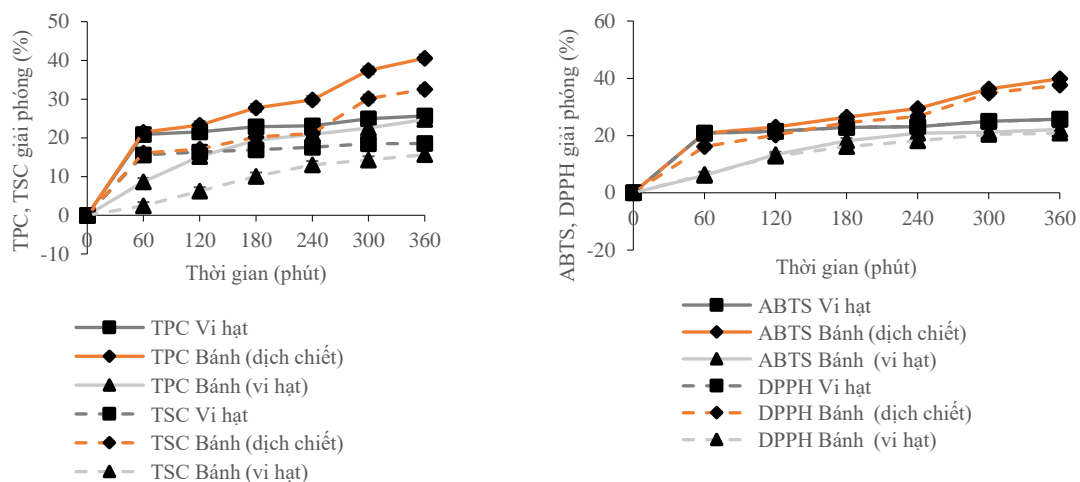 TPC, TSC giải phóng (%)
50
40
30
20
10
0
-10
0 60 120 180 240 300 360
Thời gian (phút)
TPC Vi hạt
TPC Bánh (dịch chiết)
TPC Bánh (vi hạt)
TSC Vi hạt
TSC Bánh (dịch chiết)
TSC Bánh (vi hạt)
ABTS, DPPH giải phóng (%)
60
40
20
0
-20
0 60 120 180 240 300 360
Thời gian (phút)
ABTS Vi hạt
ABTS Bánh (dịch chiết)
ABTS Bánh (vi hạt)
DPPH Vi hạt
DPPH Bánh (dịch chiết)
DPPH Bánh (vi hạt)